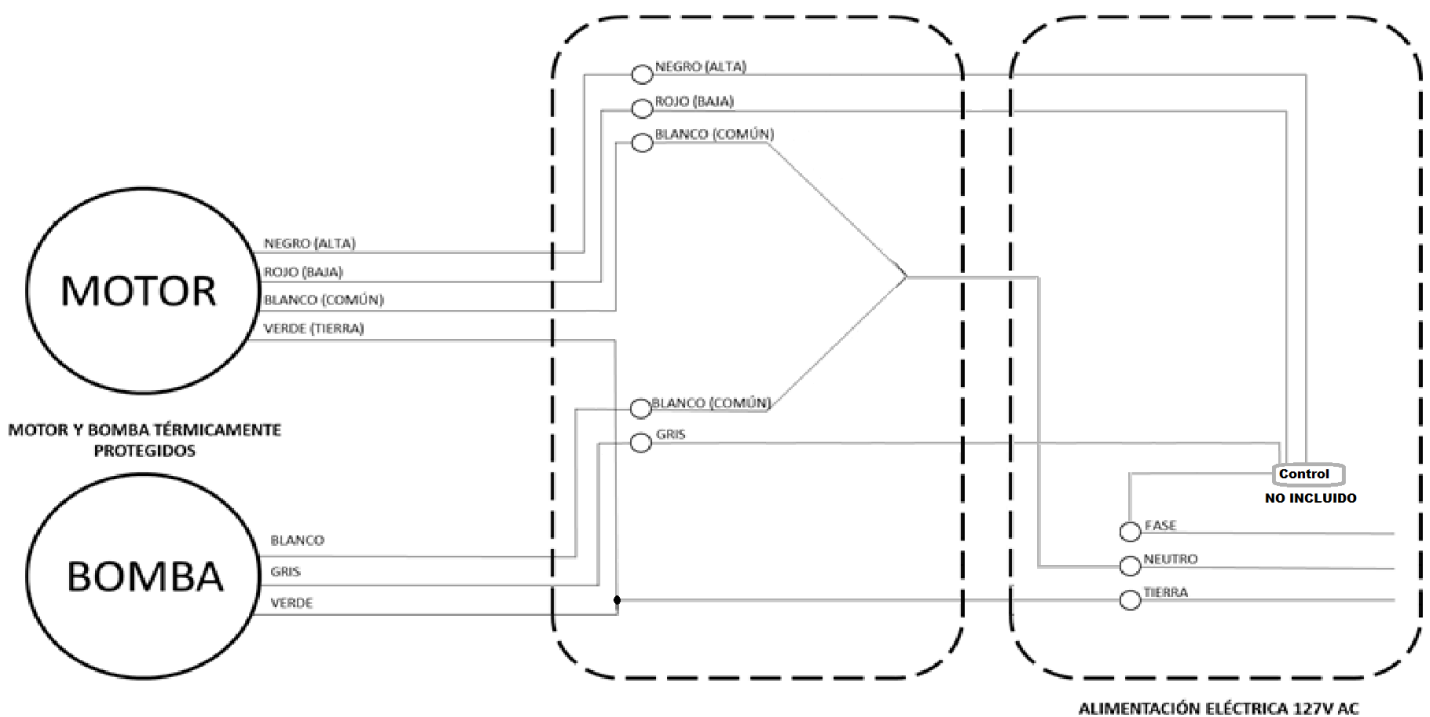 NEGRO (ALTA)
ROJO (BAJA)
BLANCO (COMÚN)
NEGRO (ALTA)
ROJO (BAJA)
BLANCO (COMÚN)
VERDE (TIERRA)
MOTOR
MOTOR Y BOMBA TÉRMICAMENTE
PROTEGIDOS
BLANCO (COMÚN)
GRIS
BLANCO
GRIS
VERDE
BOMBA
Control
NO INCLUIDO
FASE
NEUTRO
TIERRA
ALIMENTACIÓN ELÉCTRICA 127V AC